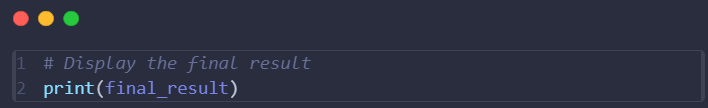 1 # Display the final result
2 print(final_result)